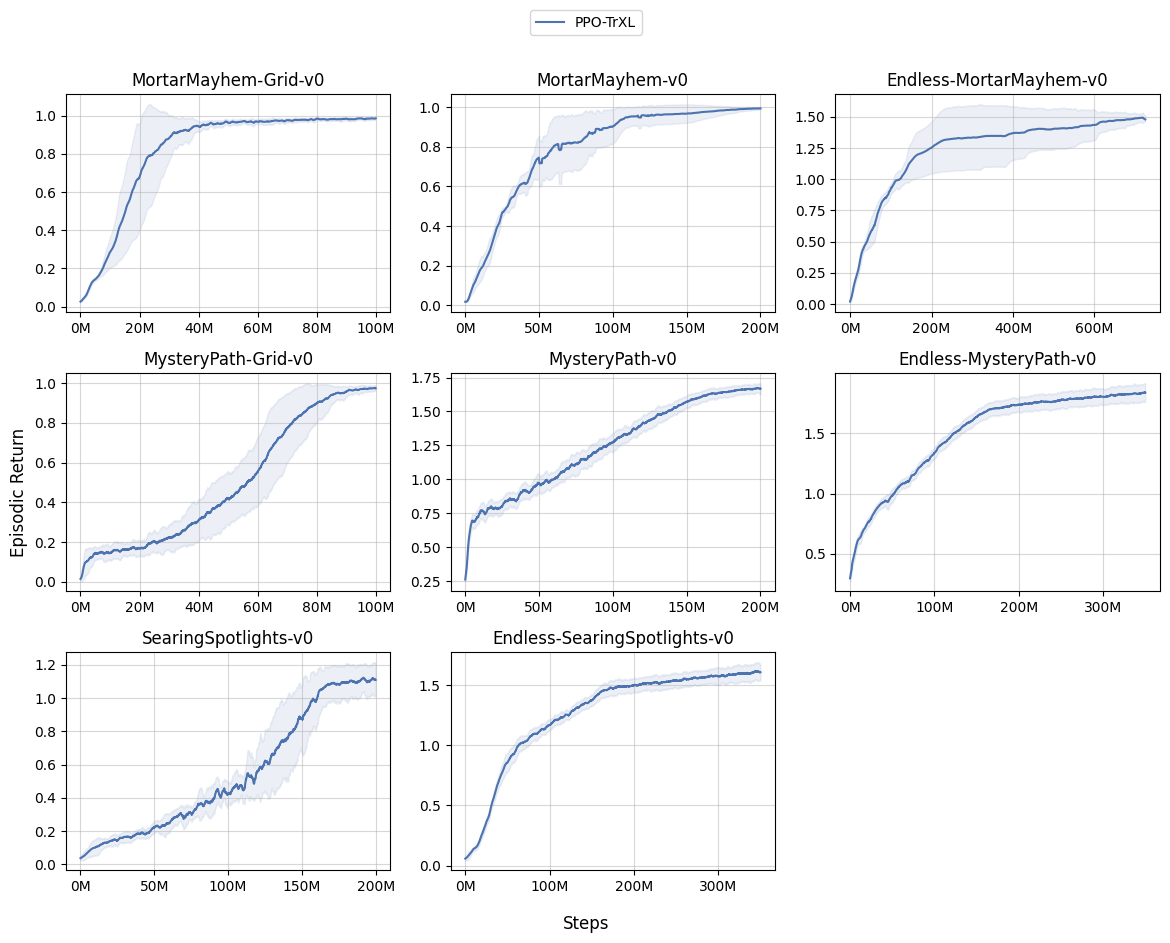 PPO-TrXL
MortarMayhem-Grid-v0
1.0
0.8
0.6
0.4
0.2
0.0
0M 20M 40M 60M 80M 100M
MortarMayhem-v0
1.0
0.8
0.6
0.4
0.2
0.0
0M 50M 100M 150M 200M
Endless-MortarMayhem-v0
1.50
1.25
1.00
0.75
0.50
0.25
0.00
0M 200M 400M 600M
Episodic Return
MysteryPath-Grid-v0
1.0
0.8
0.6
0.4
0.2
0.0
0M 20M 40M 60M 80M 100M
MysteryPath-v0
1.75
1.50
1.25
1.00
0.75
0.50
0.25
0M 50M 100M 150M 200M
Endless-MysteryPath-v0
1.5
1.0
0.5
0M 100M 200M 300M
SearingSpotlights-v0
1.2
1.0
0.8
0.6
0.4
0.2
0.0
0M 50M 100M 150M 200M
Endless-SearingSpotlights-v0
1.5
1.0
0.5
0.0
0M 100M 200M 300M
Steps